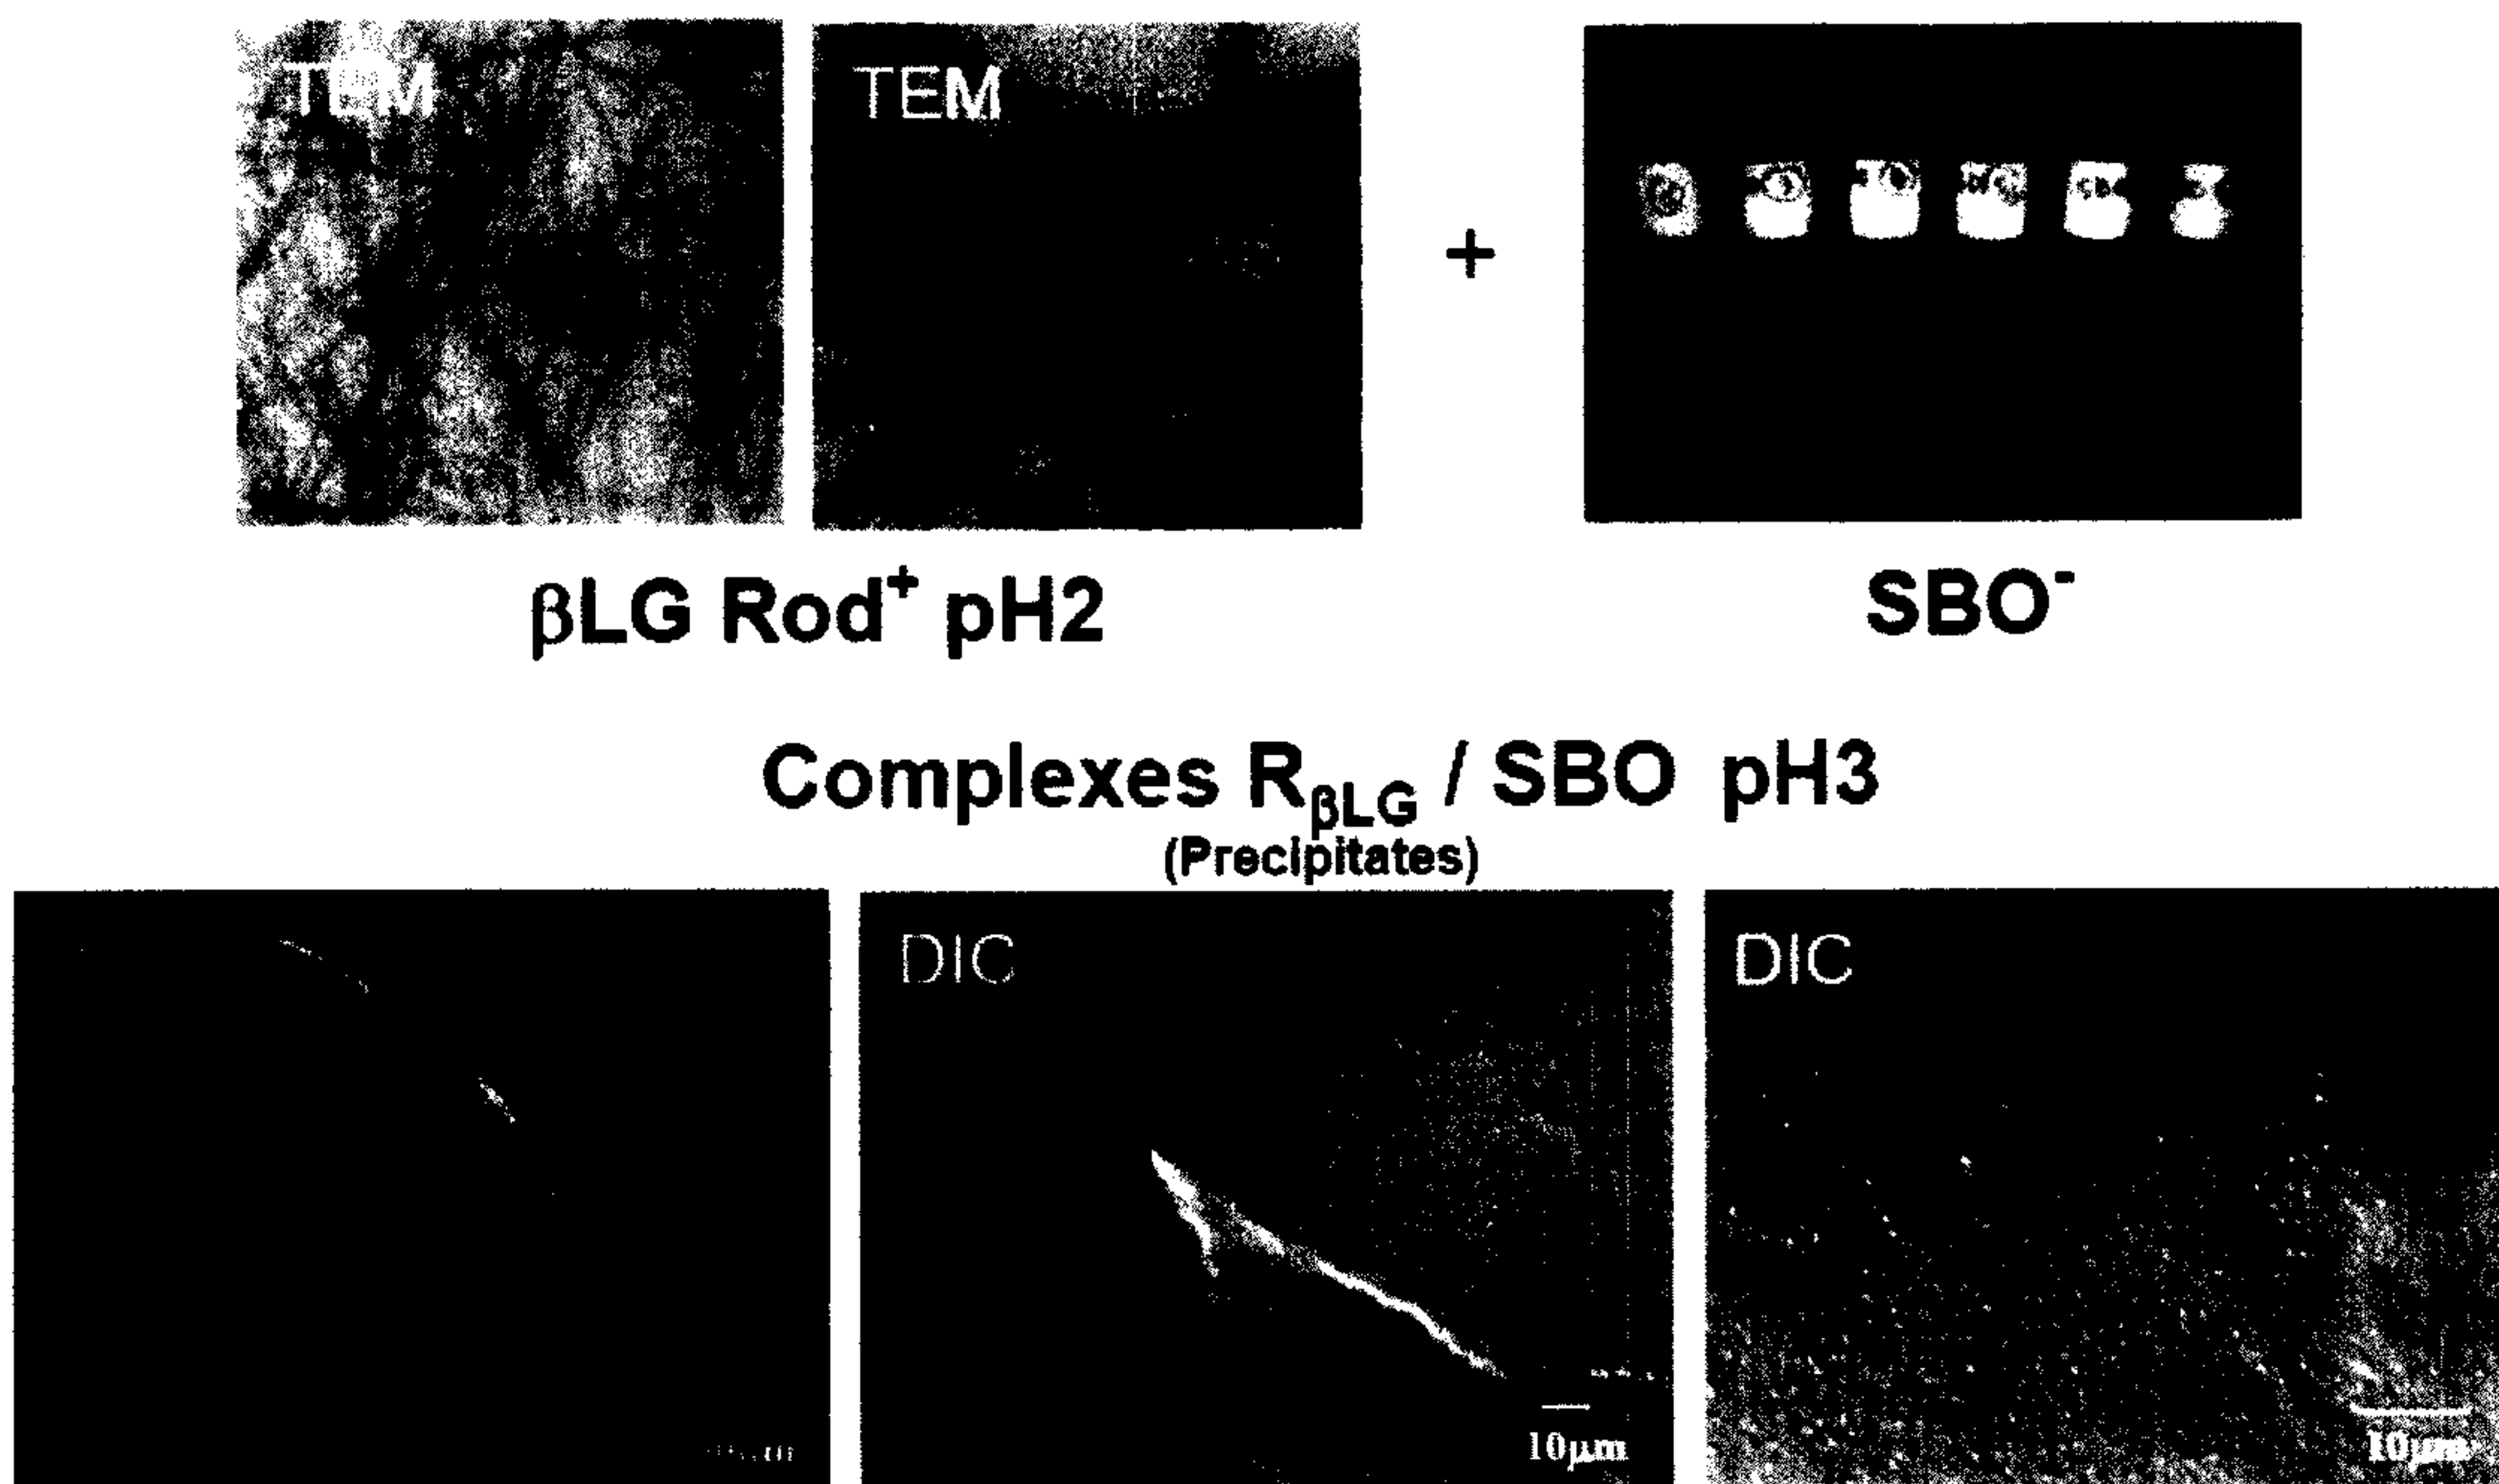 TEM
TEM
+
βLG Rod⁺ pH2
SBO⁻
Complexes R_βLG / SBO pH3
(Precipitates)
DIC
DIC
10μm
10μm